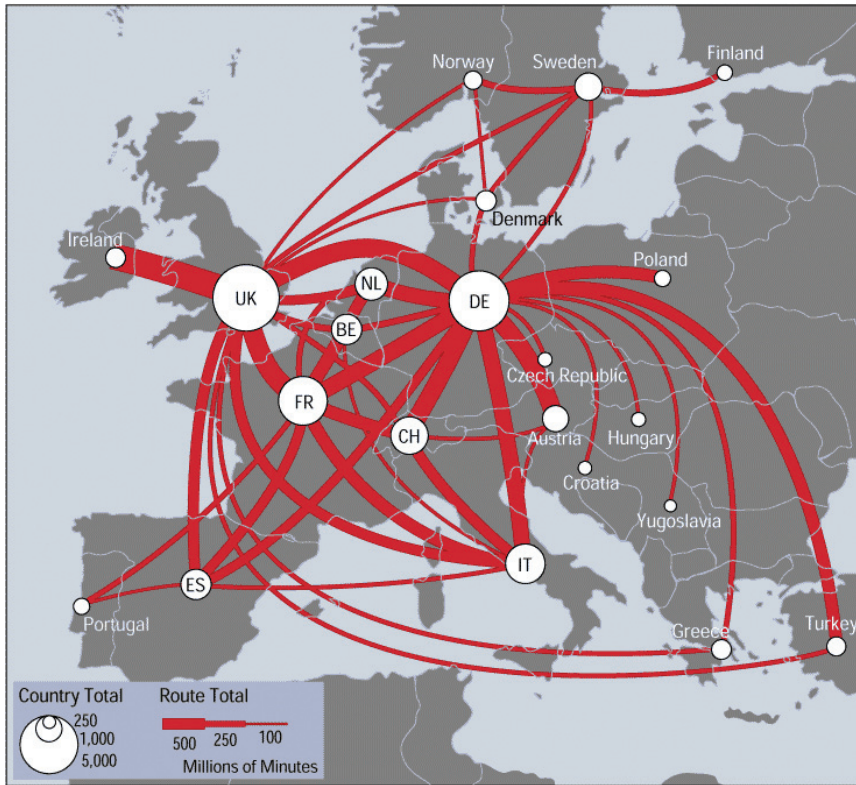 Norway
Sweden
Finland
Denmark
Ireland
Poland
UK
NL
DE
BE
Czech Republic
FR
CH
Austria
Hungary
Croatia
Yugoslavia
IT
ES
Portugal
Greece
Turkey
Country Total
Route Total
250
1,000
5,000
500
250
100
Millions of Minutes